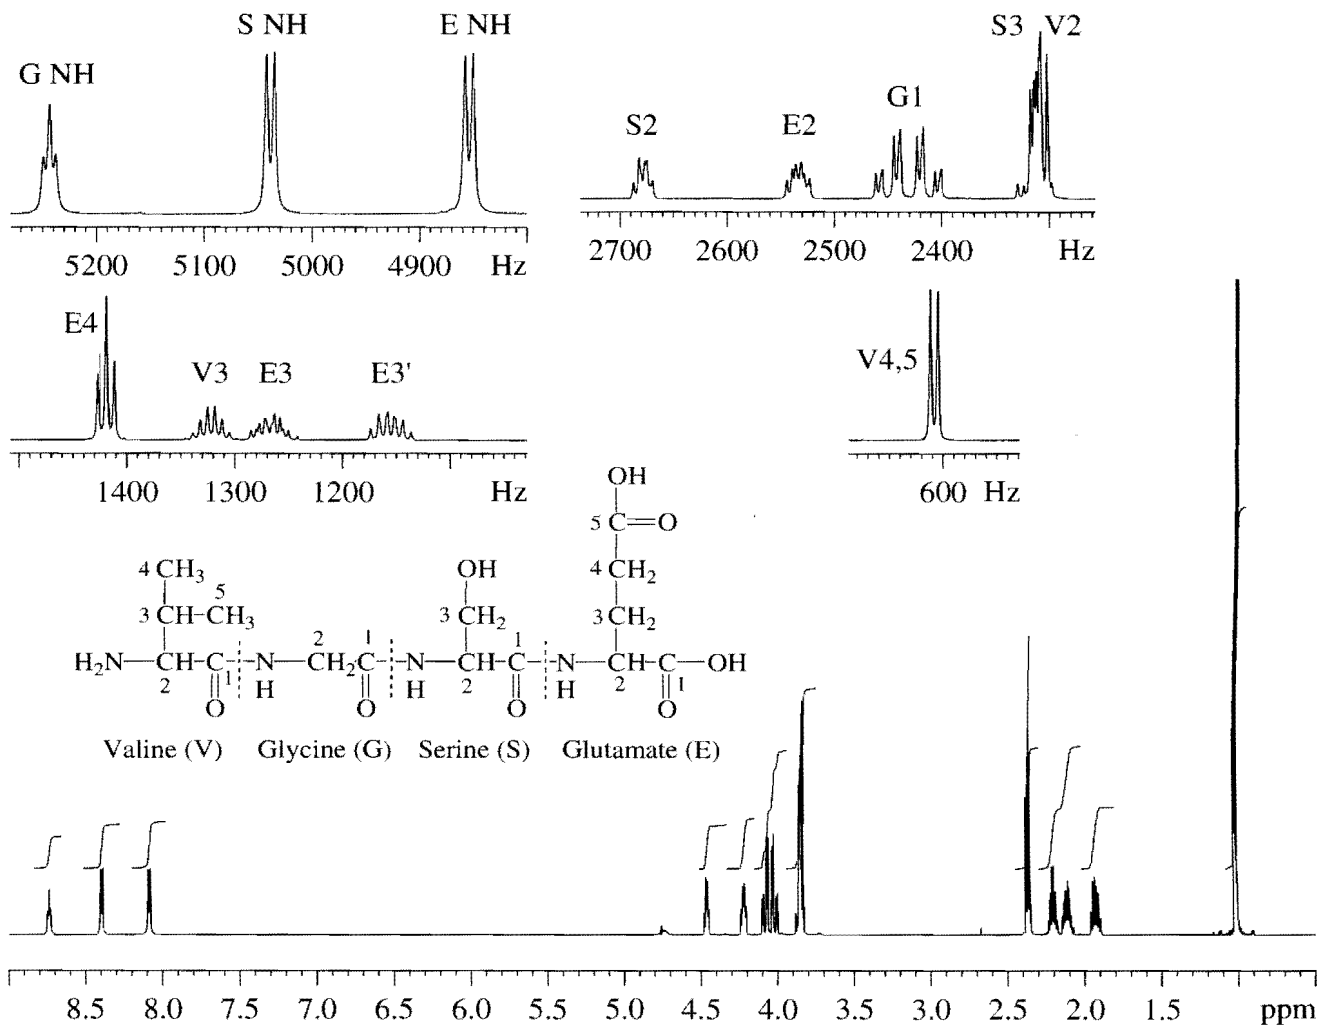 S NH E NH S3 V2
G NH S2 E2 G1
5200 5100 5000 4900 Hz 2700 2600 2500 2400 Hz
E4 V3 E3 E3' V4,5
1400 1300 1200 Hz 600 Hz
OH
5 C=O
4 CH3 OH 4 CH2
3 CH-CH3 5 3 CH2 3 CH2
H2N-CH-C-N-CH2C-N-CH-C-N-CH-C-OH
2 1 H 2 1 H 2 1 H 2 1
O O O O
Valine (V) Glycine (G) Serine (S) Glutamate (E)
8.5 8.0 7.5 7.0 6.5 6.0 5.5 5.0 4.5 4.0 3.5 3.0 2.5 2.0 1.5 ppm